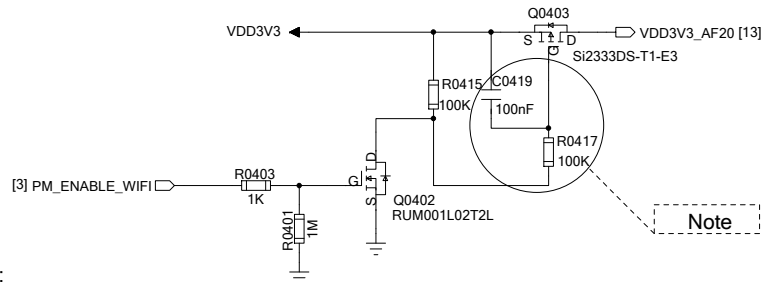 Q0403
VDD3V3
VDD3V3_AF20 [13]
S
D
G
Si2333DS-T1-E3
R0415
100K
C0419
100nF
R0417
100K
D
[3] PM_ENABLE_WIFI
R0403
1K
G
S
Q0402
RUM001L02T2L
R0401
1M
Note
: